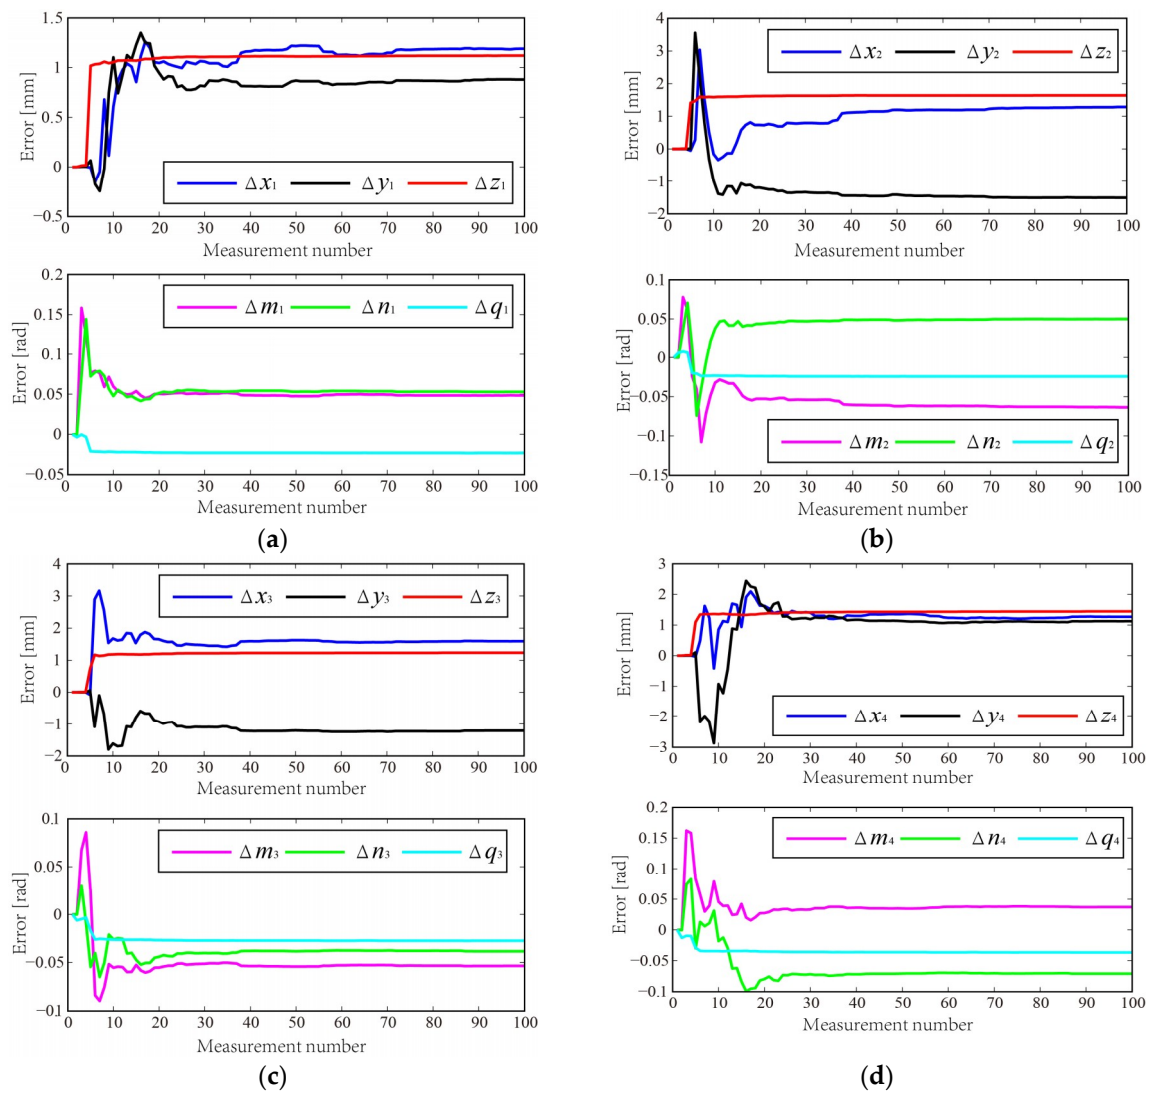 1.5
1
0.5
0
−0.5
Error [mm]
Δx₁ Δy₁ Δz₁
0 10 20 30 40 50 60 70 80 90 100
Measurement number
0.2
0.15
0.1
0.05
0
−0.05
Error [rad]
Δm₁ Δn₁ Δq₁
0 10 20 30 40 50 60 70 80 90 100
Measurement number
(a)
4
3
2
1
0
−1
−2
Error [mm]
Δx₂ Δy₂ Δz₂
0 10 20 30 40 50 60 70 80 90 100
Measurement number
0.1
0.05
0
−0.05
−0.1
−0.15
Error [rad]
Δm₂ Δn₂ Δq₂
0 10 20 30 40 50 60 70 80 90 100
Measurement number
(b)
4
3
2
1
0
−1
−2
Error [mm]
Δx₃ Δy₃ Δz₃
0 10 20 30 40 50 60 70 80 90 100
Measurement number
0.1
0.05
0
−0.05
−0.1
Error [rad]
Δm₃ Δn₃ Δq₃
0 10 20 30 40 50 60 70 80 90 100
Measurement number
(c)
3
2
1
0
−1
−2
−3
Error [mm]
Δx₄ Δy₄ Δz₄
0 10 20 30 40 50 60 70 80 90 100
Measurement number
0.2
0.15
0.1
0.05
0
−0.05
−0.1
Error [rad]
Δm₄ Δn₄ Δq₄
0 10 20 30 40 50 60 70 80 90 100
Measurement number
(d)